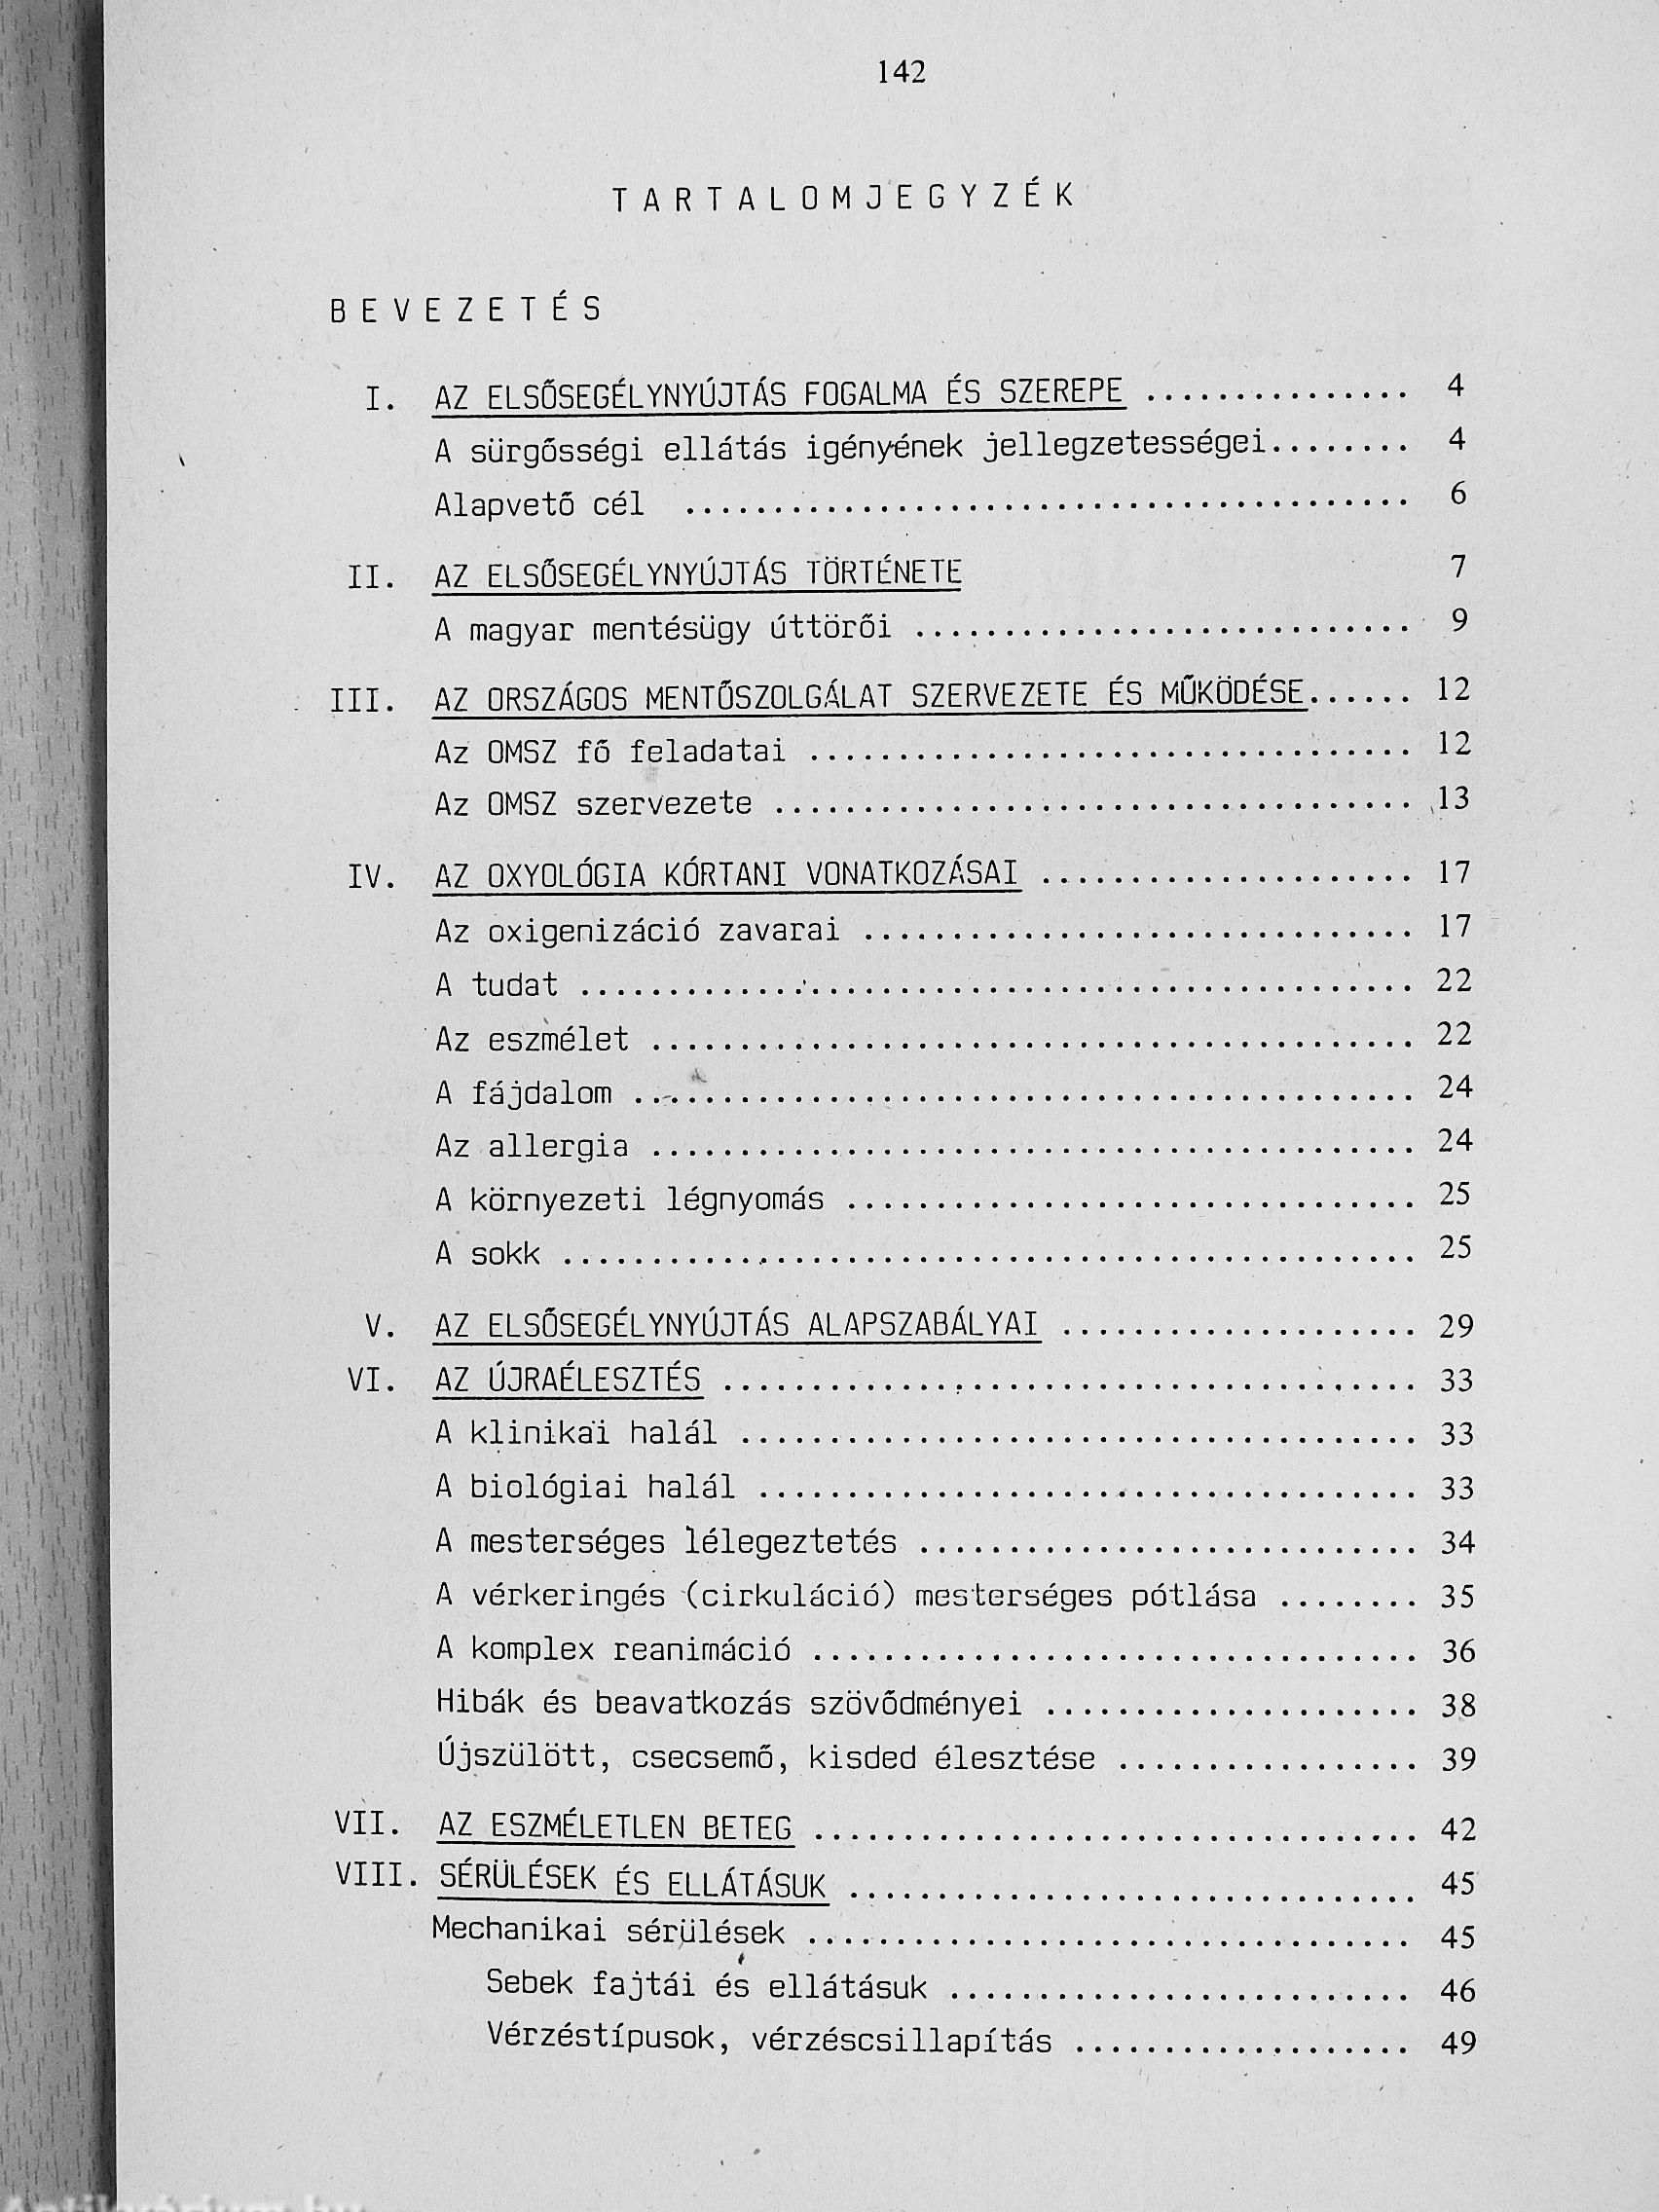 142
TARTALOMJEGYZÉK
BEVEZETÉS
I. AZ ELSŐSEGÉLYNYÚJTÁS FOGALMA ÉS SZEREPE ............... 4
A sürgősségi ellátás igényének jellegzetességei........ 4
Alapvető cél ......................................... 6
II. AZ ELSŐSEGÉLYNYÚJTÁS TÖRTÉNETE 7
A magyar mentésügy úttörői ............................ 9
III. AZ ORSZÁGOS MENTŐSZOLGÁLAT SZERVEZETE ÉS MŰKÖDÉSE...... 12
Az OMSZ fő feladatai .................................. 12
Az OMSZ szervezete .................................... 13
IV. AZ OXYOLÓGIA KÓRTANI VONATKOZÁSAI ..................... 17
Az oxigenizáció zavarai ............................... 17
A tudat ............................................... 22
Az eszmélet ........................................... 22
A fájdalom ............................................ 24
Az allergia ........................................... 24
A környezeti légnyomás ................................ 25
A sokk ................................................ 25
V. AZ ELSŐSEGÉLYNYÚJTÁS ALAPSZABÁLYAI .................... 29
VI. AZ ÚJRAÉLESZTÉS ....................................... 33
A klinikai halál ...................................... 33
A biológiai halál ..................................... 33
A mesterséges lélegeztetés ............................ 34
A vérkeringés (cirkuláció) mesterséges pótlása ........ 35
A komplex reanimáció .................................. 36
Hibák és beavatkozás szövődményei ..................... 38
Újszülött, csecsemő, kisded élesztése ................. 39
VII. AZ ESZMÉLETLEN BETEG .................................. 42
VIII. SÉRÜLÉSEK ÉS ELLÁTÁSUK ................................ 45
Mechanikai sérülések .................................. 45
Sebek fajtái és ellátásuk .......................... 46
Vérzéstípusok, vérzéscsillapítás ................... 49